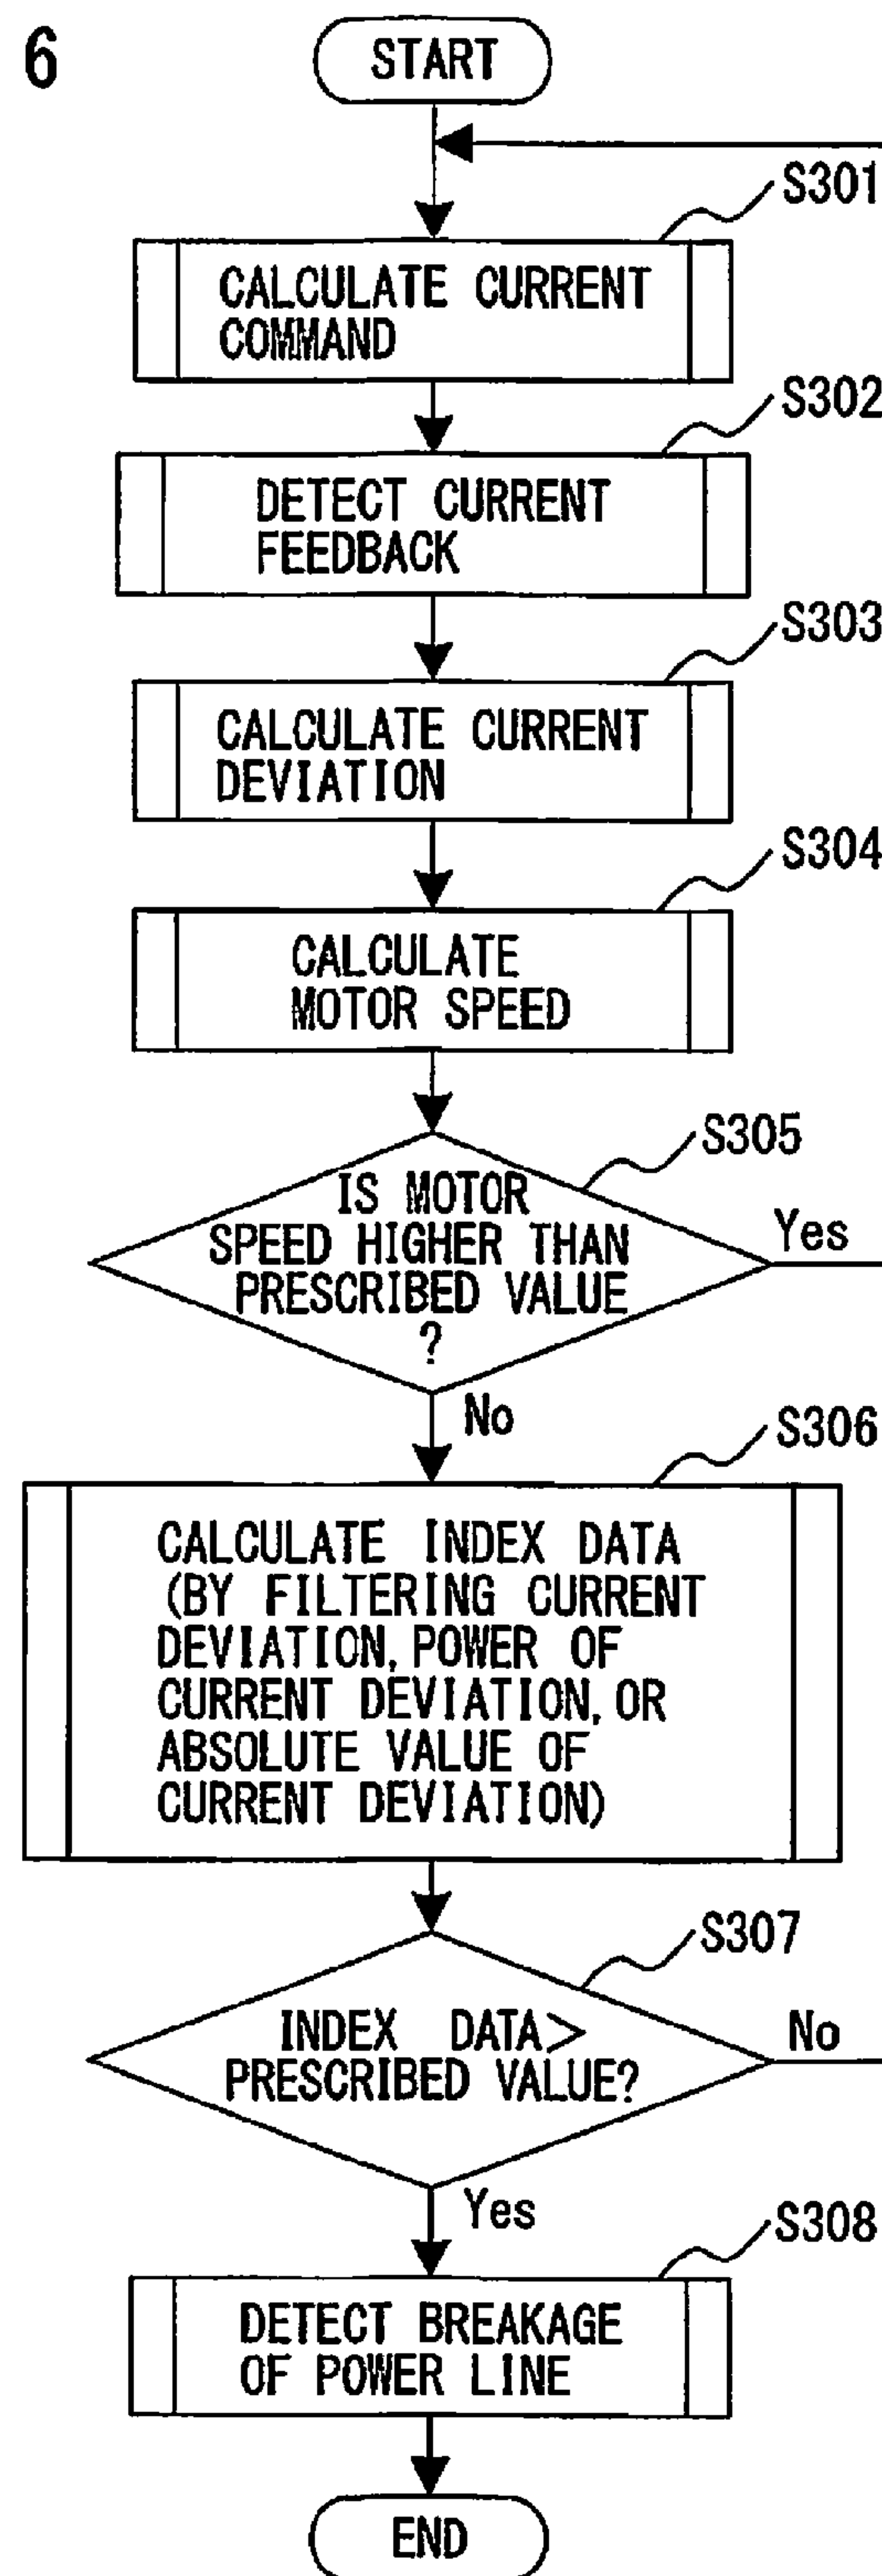 6
START
S301
CALCULATE CURRENT
COMMAND
S302
DETECT CURRENT
FEEDBACK
S303
CALCULATE CURRENT
DEVIATION
S304
CALCULATE
MOTOR SPEED
S305
IS MOTOR
SPEED HIGHER THAN
PRESCRIBED VALUE
?
Yes
No
S306
CALCULATE INDEX DATA
(BY FILTERING CURRENT
DEVIATION, POWER OF
CURRENT DEVIATION, OR
ABSOLUTE VALUE OF
CURRENT DEVIATION)
S307
INDEX DATA>
PRESCRIBED VALUE?
No
Yes
S308
DETECT BREAKAGE
OF POWER LINE
END